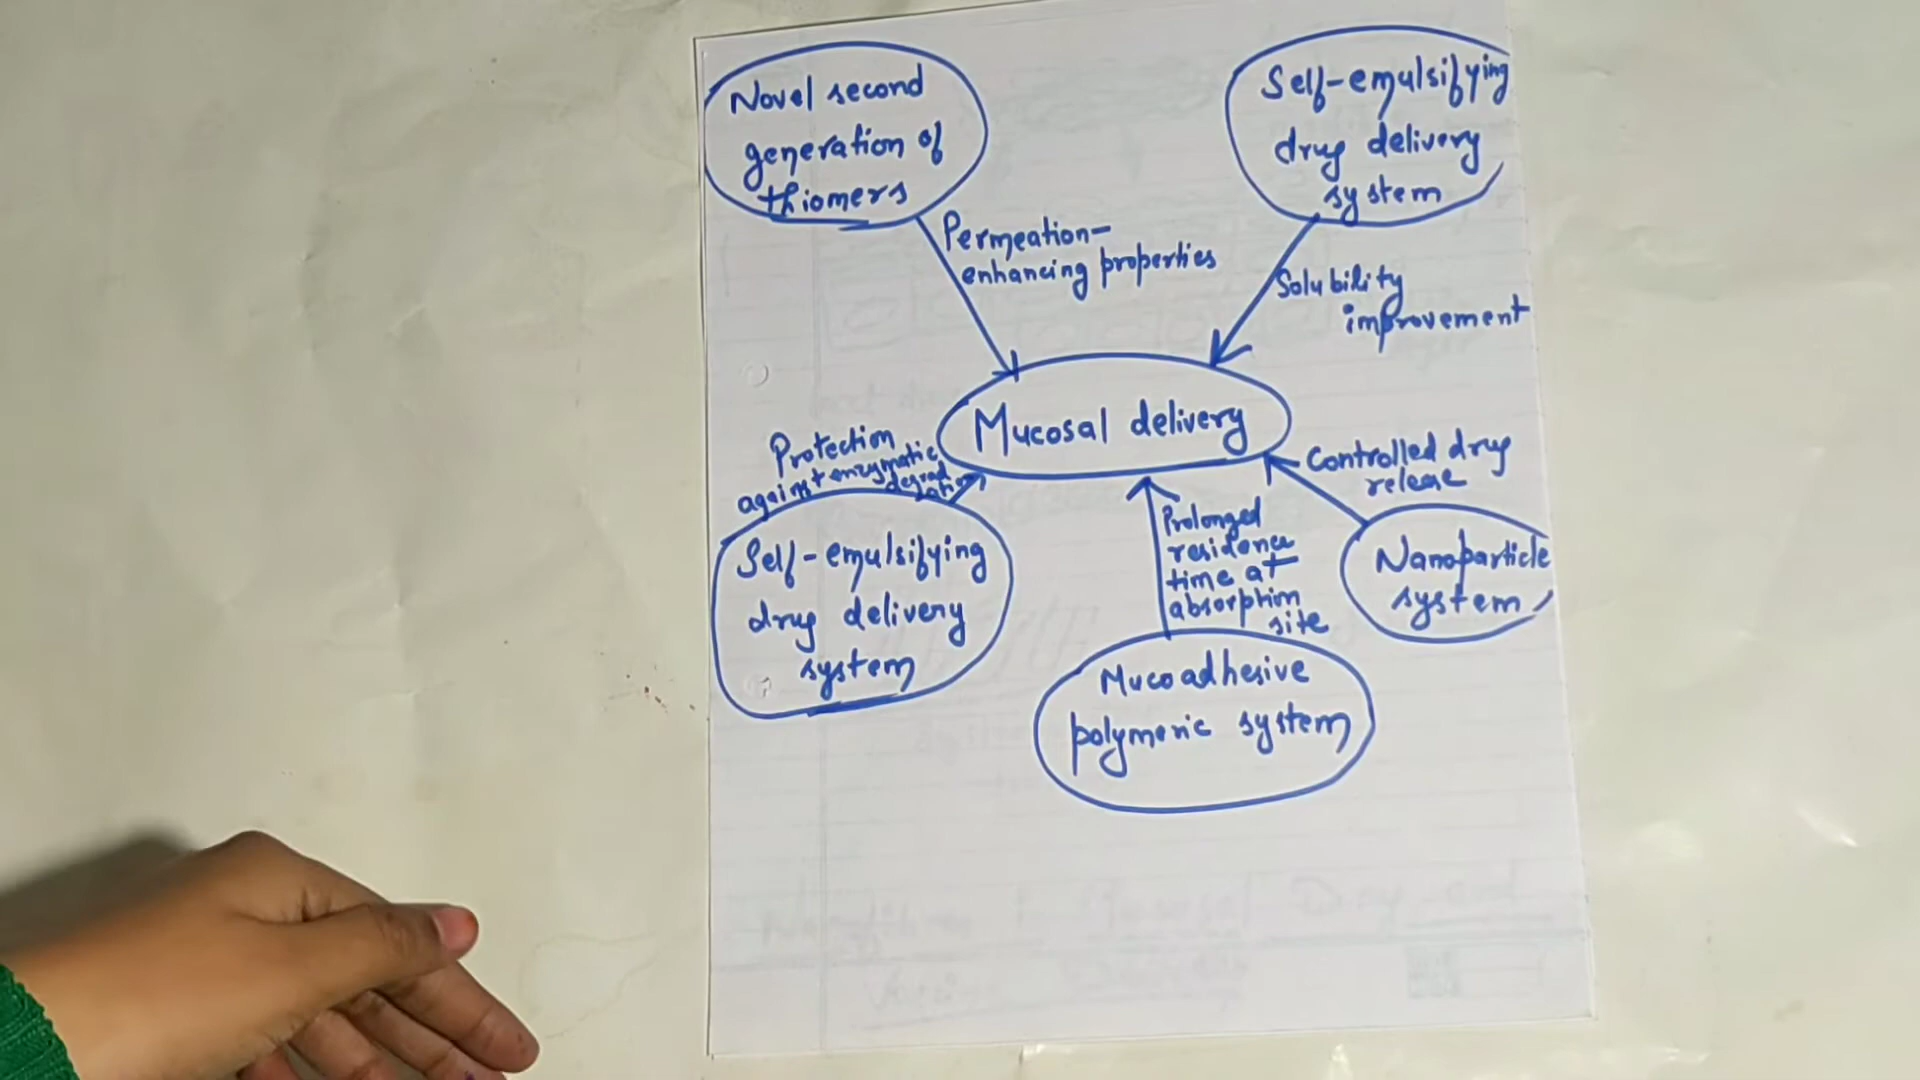 Novel second
generation of
thiomers
Self-emulsifying
drug delivery
system
Permeation-
enhancing properties
Solubility
improvement
Mucosal delivery
Protection
against enzymatic
degrad
ation
Controlled drug
release
Self-emulsifying
drug delivery
system
Prolonged
residence
time at
absorption
site
Nanoparticle
system
Mucoadhesive
polymeric system